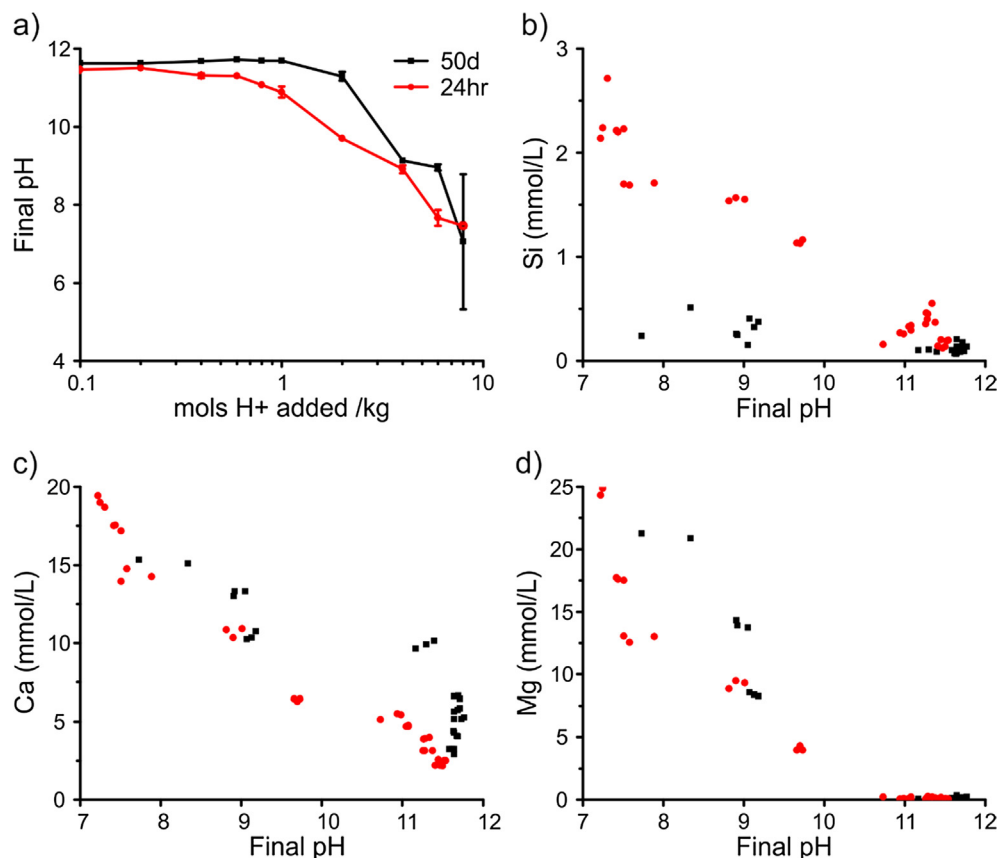 a)
12
10
8
6
4
Final pH
50d
24hr
0.1
1
10
mols H+ added /kg
b)
3
2
1
0
Si (mmol/L)
7
8
9
10
11
12
Final pH
c)
20
15
10
5
0
Ca (mmol/L)
7
8
9
10
11
12
Final pH
d)
25
20
15
10
5
0
Mg (mmol/L)
7
8
9
10
11
12
Final pH